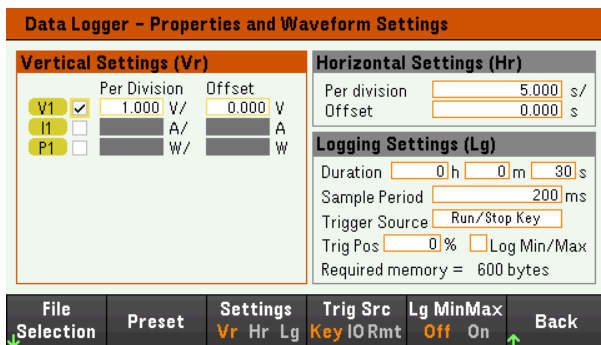 Data Logger - Properties and Waveform Settings
Vertical Settings (Vr)
Per Division Offset
V1 1.000 V/ 0.000 V
I1 A/ A
P1 W/ W
Horizontal Settings (Hr)
Per division 5.000 s/
Offset 0.000 s
Logging Settings (Lg)
Duration 0 h 0 m 30 s
Sample Period 200 ms
Trigger Source Run/Stop Key
Trig Pos 0 % Log Min/Max
Required memory = 600 bytes
File Selection
Preset
Settings
Vr Hr Lg
Trig Src
Key IO Rmt
Lg MinMax
Off On
Back